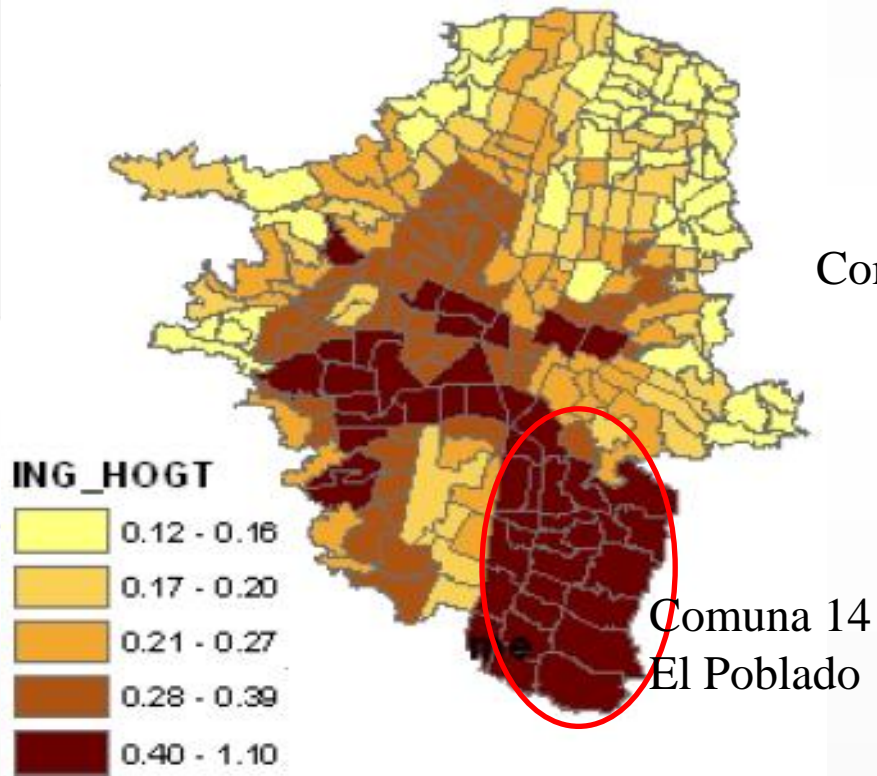 Cor
ING_HOGT
0.12 - 0.16
0.17 - 0.20
0.21 - 0.27
0.28 - 0.39
0.40 - 1.10
Comuna 14
El Poblado